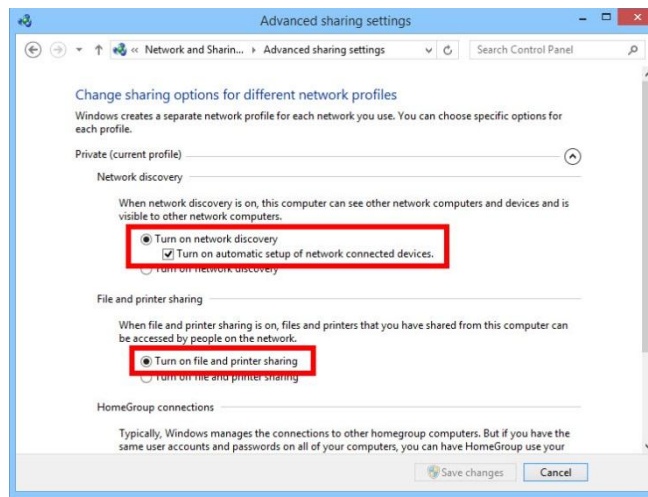 Advanced sharing settings
« Network and Sharin... ▸ Advanced sharing settings
Search Control Panel
Change sharing options for different network profiles
Windows creates a separate network profile for each network you use. You can choose specific options for
each profile.
Private (current profile)
Network discovery
When network discovery is on, this computer can see other network computers and devices and is
visible to other network computers.
Turn on network discovery
Turn on automatic setup of network connected devices.
network discovery
File and printer sharing
When file and printer sharing is on, files and printers that you have shared from this computer can
be accessed by people on the network.
Turn on file and printer sharing
file and printer sharing
HomeGroup connections
Typically, Windows manages the connections to other homegroup computers. But if you have the
same user accounts and passwords on all of your computers, you can have HomeGroup use your
Save changes
Cancel